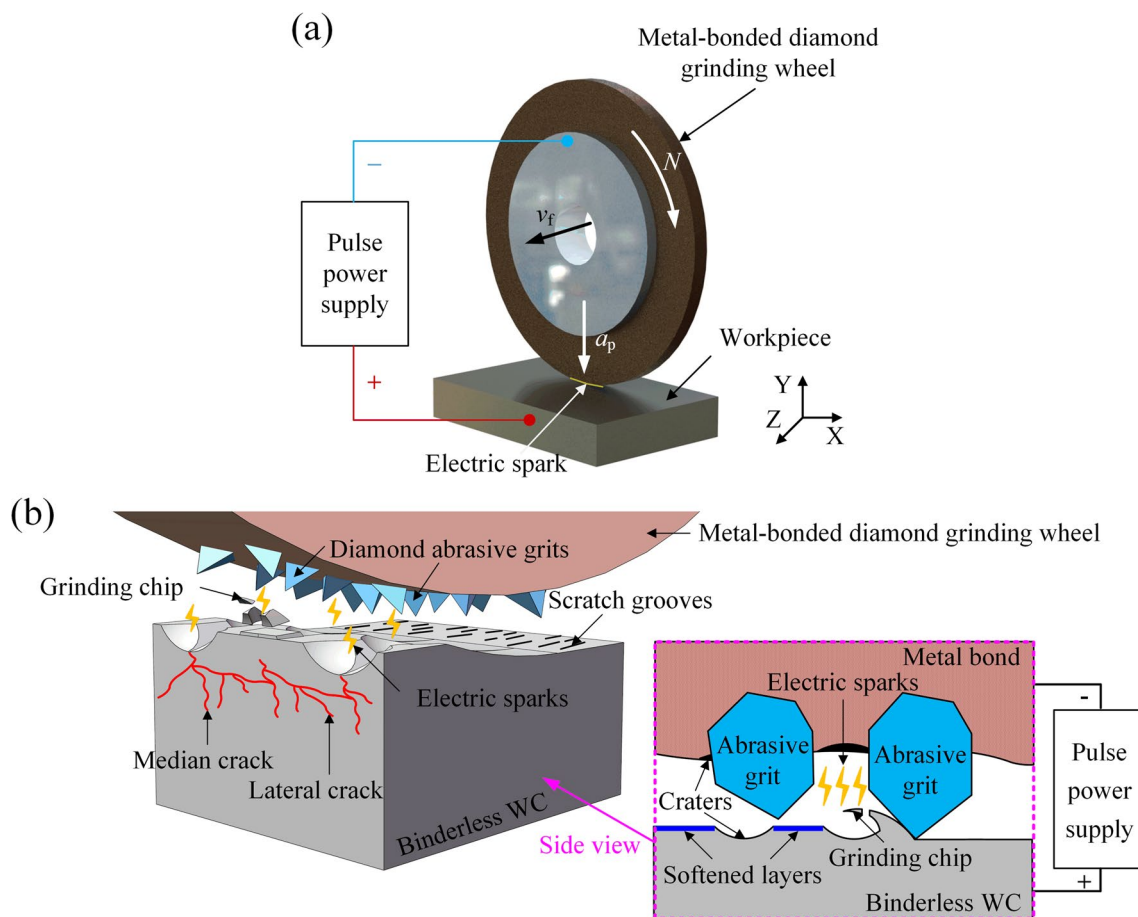 (a)
Metal-bonded diamond
grinding wheel
−
N
v_f
Pulse
power
supply
a_p
Workpiece
+
Y
Z
X
Electric spark
(b)
Metal-bonded diamond grinding wheel
Diamond abrasive grits
Grinding chip
Scratch grooves
Electric sparks
Median crack
Lateral crack
Binderless WC
Side view
Metal bond
Electric sparks
-
Abrasive
grit
Abrasive
grit
Pulse
power
supply
Craters
Softened layers
Grinding chip
+
Binderless WC